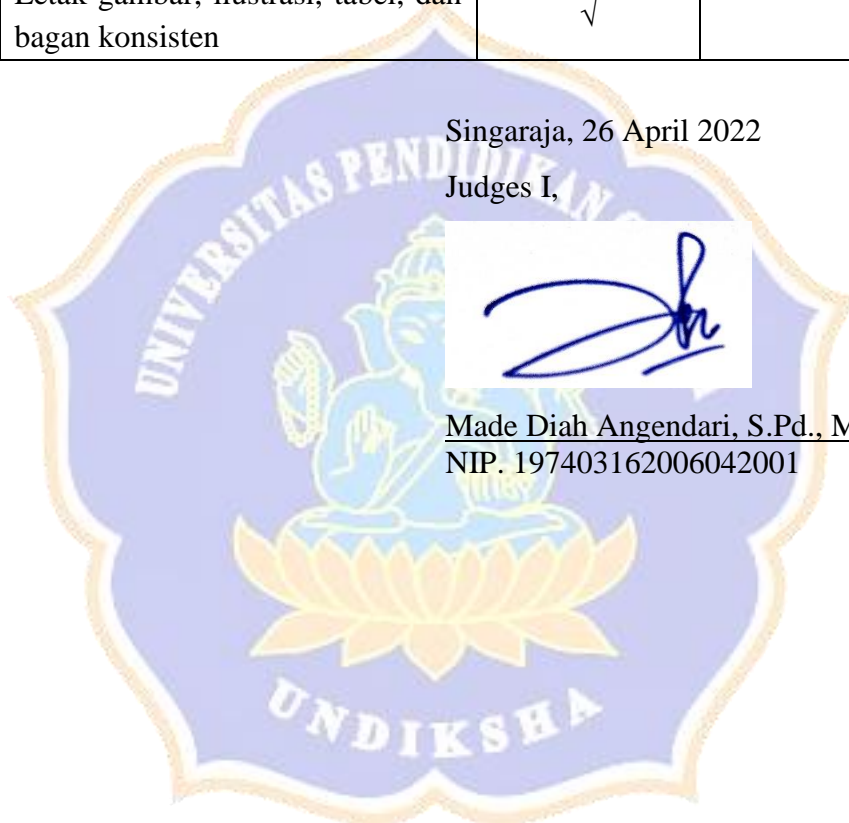 Letak gambar, ilustrasi, tabel, dan
bagan konsisten
√
Singaraja, 26 April 2022
Judges I,
UNIVERSITAS PENDIDIKAN
Made Diah Angendari, S.Pd., M
NIP. 197403162006042001
UNDIKSHA